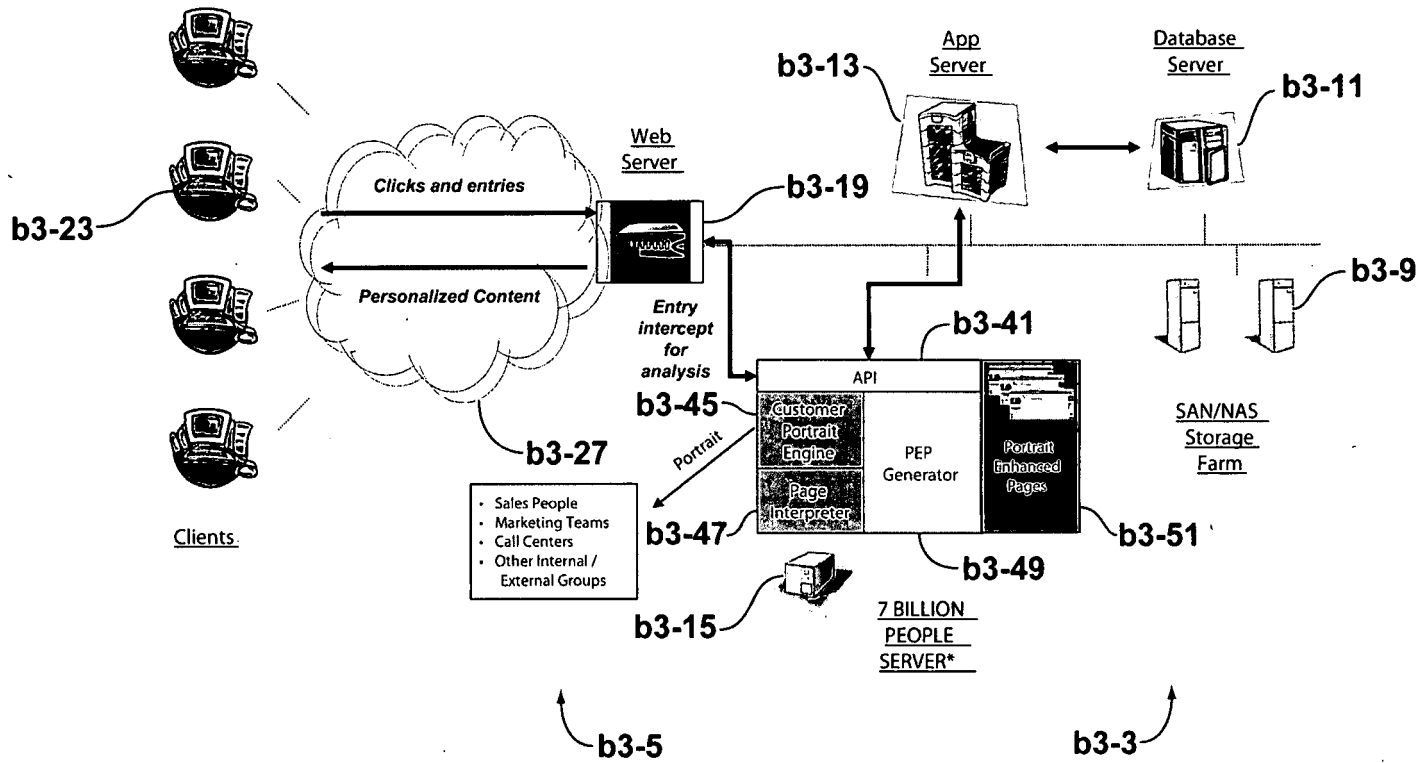 App
Server
Database
Server
b3-13
b3-11
Web
Server
Clicks and entries
b3-19
b3-23
Personalized Content
b3-9
Entry
intercept
for
analysis
b3-41
API
b3-45
Customer
Portrait
Engine
PEP
Generator
Portrait
Enhanced
Pages
SAN/NAS
Storage
Farm
b3-27
Portrait
Page
Interpreter
• Sales People
• Marketing Teams
• Call Centers
• Other Internal /
External Groups
b3-47
b3-51
Clients
b3-49
b3-15
7 BILLION
PEOPLE
SERVER*
b3-5
b3-3